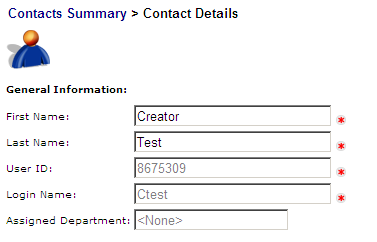 Contacts Summary > Contact Details
General Information:
First Name: Creator *
Last Name: Test *
User ID: 8675309 *
Login Name: Ctest *
Assigned Department: <None>